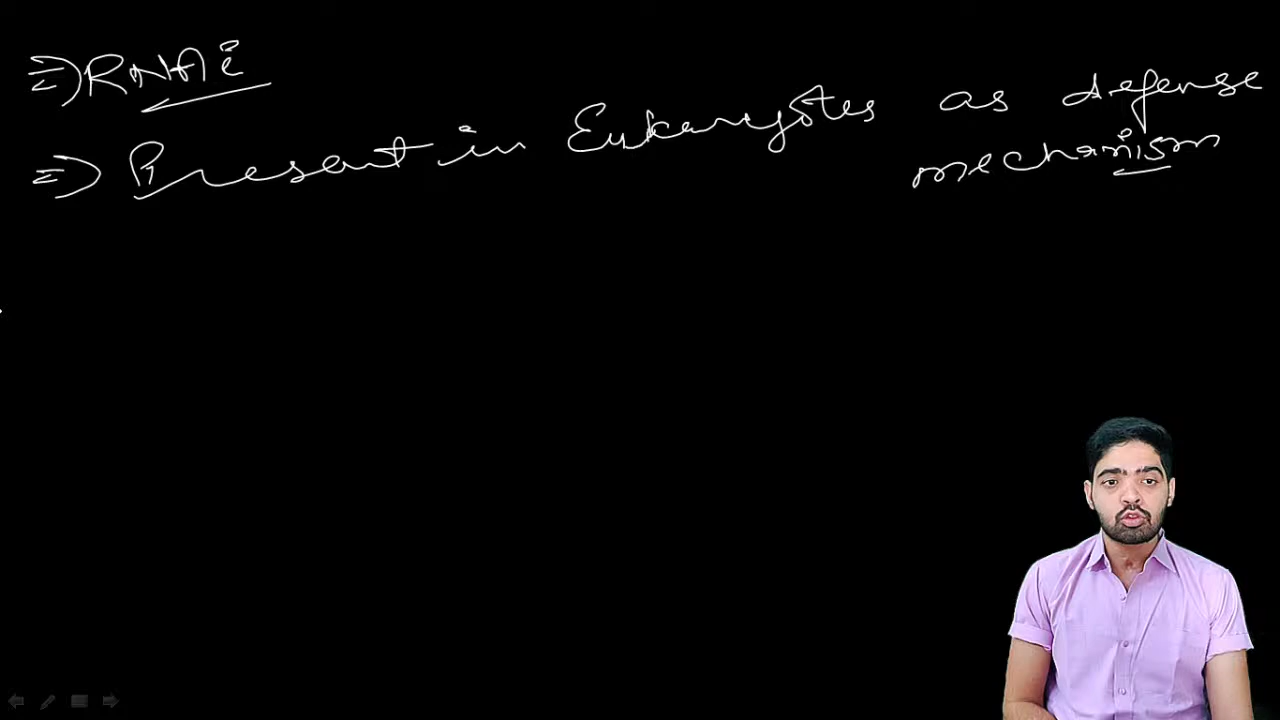 ⇒ RNAi
⇒ Present in Eukaryotes as defense
mechanism